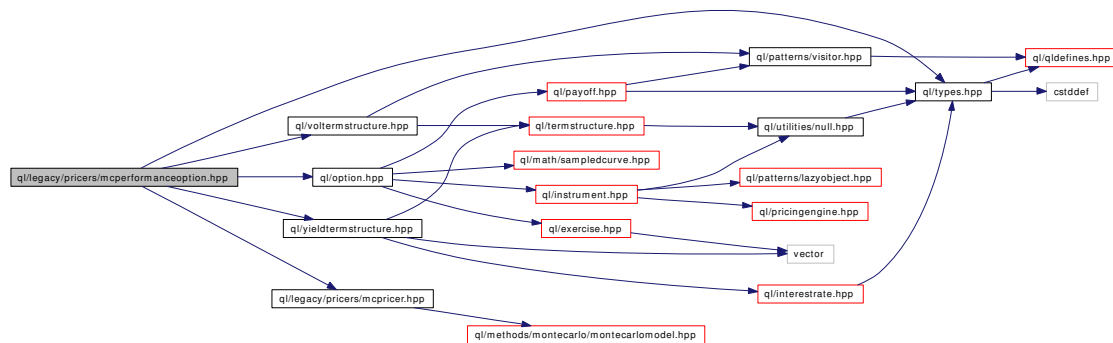 ql/legacy/pricers/mcperformanceoption.hpp
ql/voltermstructure.hpp
ql/option.hpp
ql/yieldtermstructure.hpp
ql/legacy/pricers/mcpricer.hpp
ql/payoff.hpp
ql/termstructure.hpp
ql/math/sampledcurve.hpp
ql/instrument.hpp
ql/exercise.hpp
ql/methods/montecarlo/montecarlomodel.hpp
ql/patterns/visitor.hpp
ql/utilities/null.hpp
ql/patterns/lazyobject.hpp
ql/pricingengine.hpp
vector
ql/interestrate.hpp
ql/types.hpp
ql/qldefines.hpp
cstddef